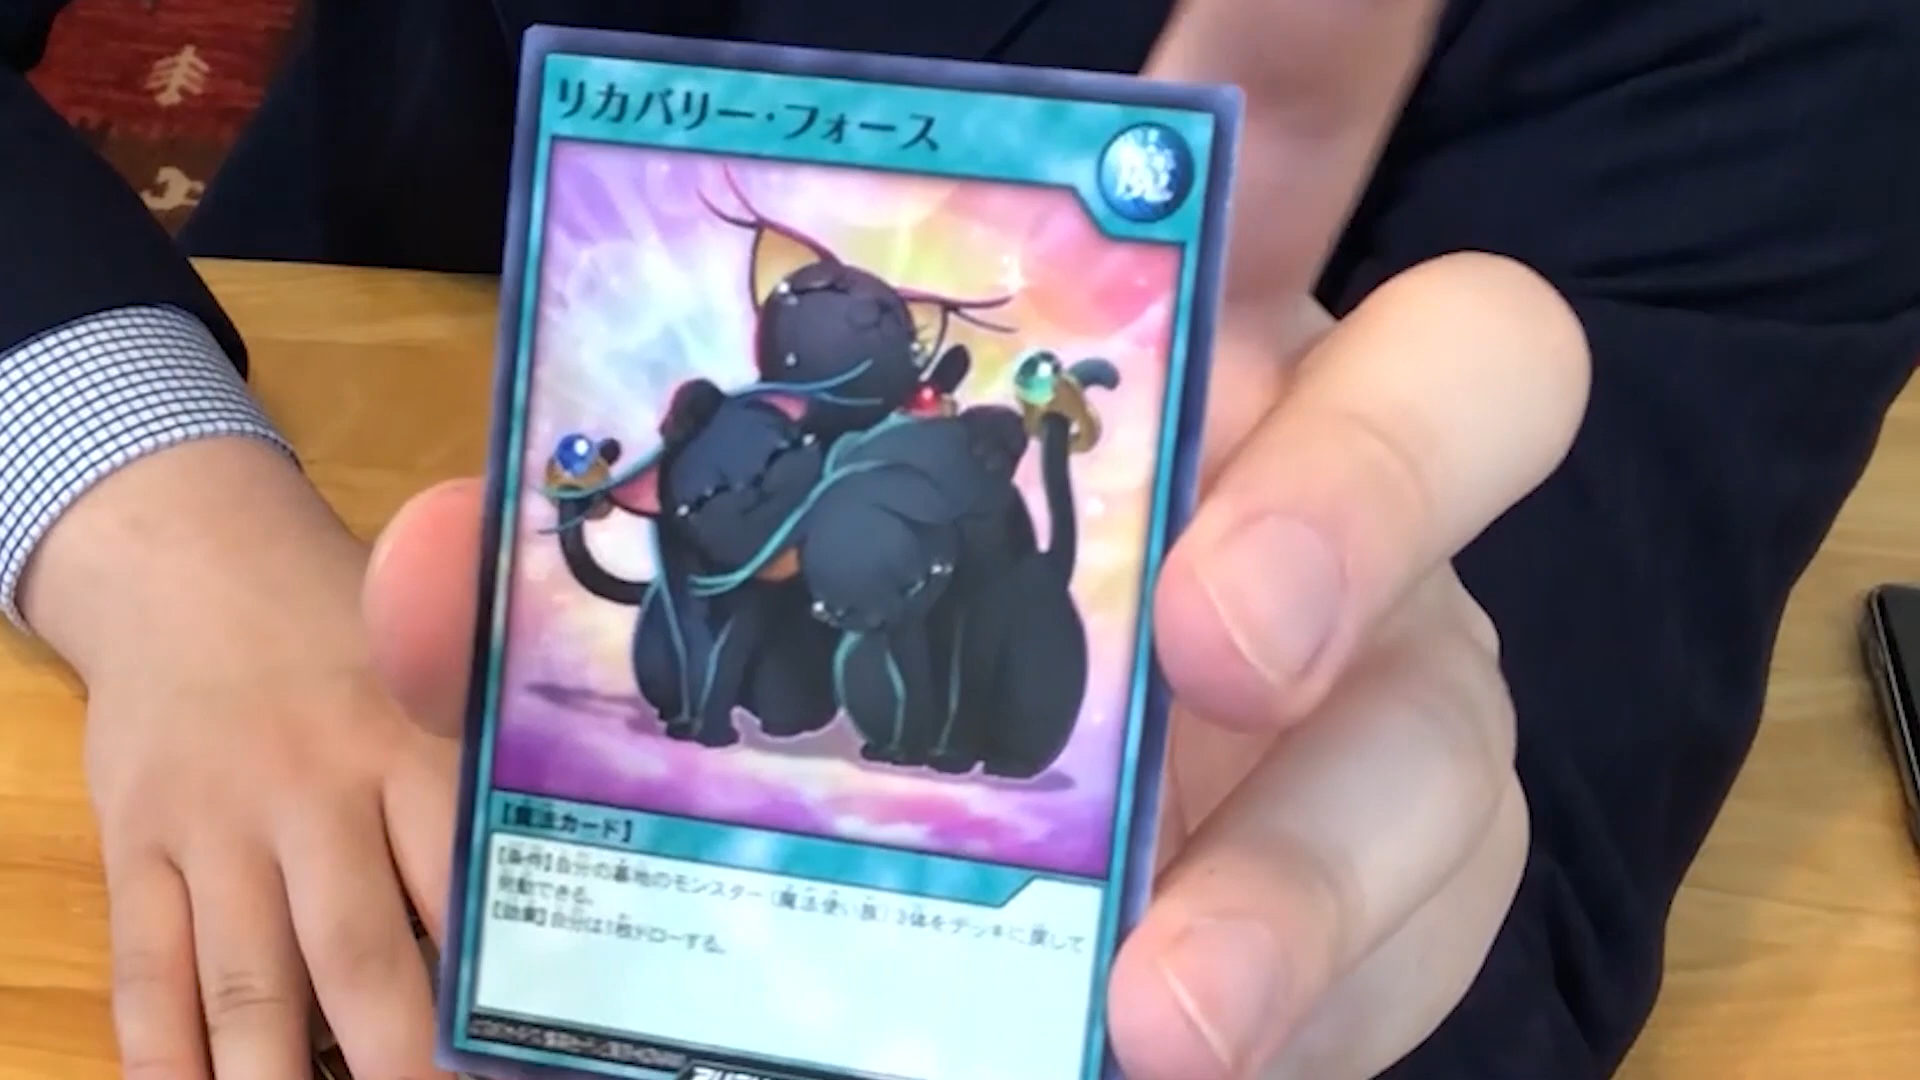 リカバリー・フォース
魔
【魔法カード】
【条件】自分の墓地のモンスター（魔法使い族）3体をデッキに戻して
発動できる。
【効果】自分は1枚ドローする。